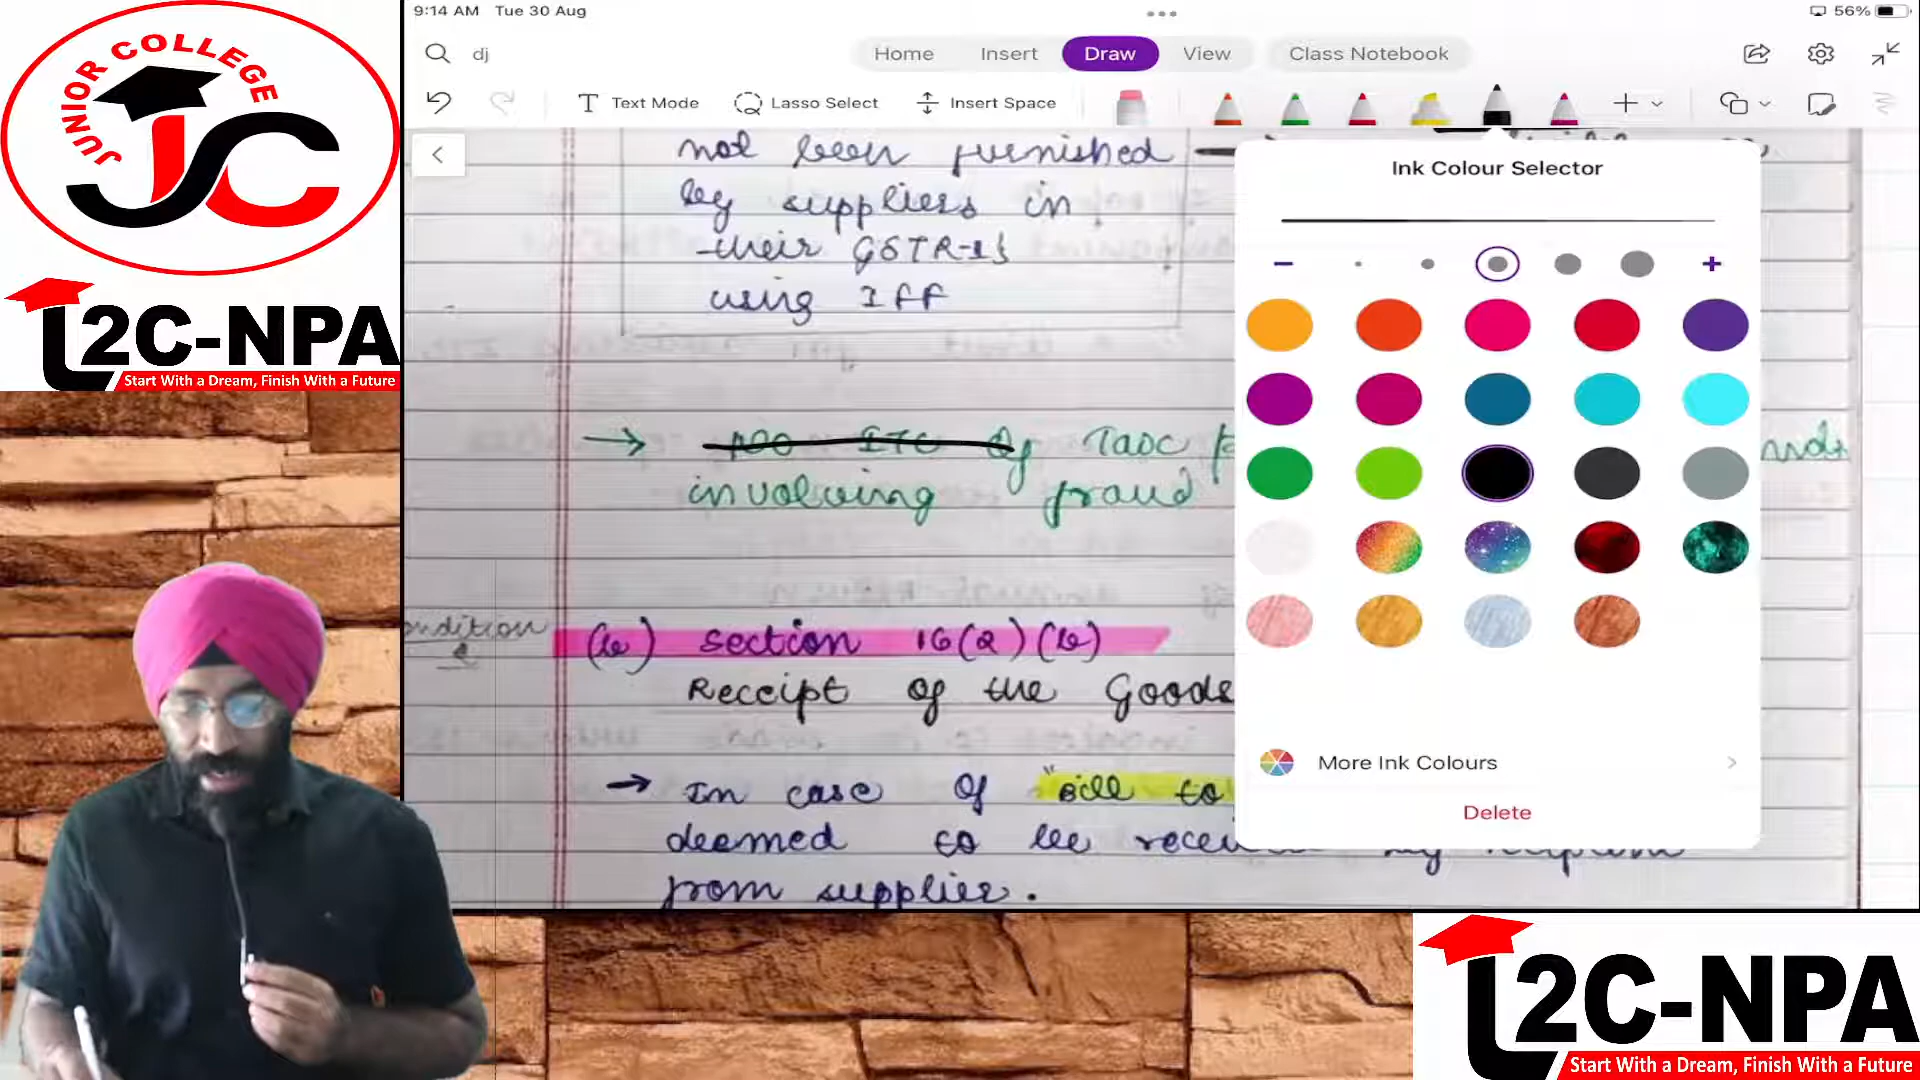 JUNIOR COLLEGE
JC
L2C-NPA
Start With a Dream, Finish With a Future
9:14 AM Tue 30 Aug
56%
dj
Home Insert Draw View Class Notebook
Text Mode Lasso Select Insert Space
not been furnished
by suppliers in
their GSTR-1
using IFF
→ ITC of Tax
involving fraud
Condition
(b) Section 16(2)(b)
Receipt of the Goods
→ In case of "Bill to
deemed to be by
from supplier.
Ink Colour Selector
- +
More Ink Colours
Delete
L2C-NPA
Start With a Dream, Finish With a Future